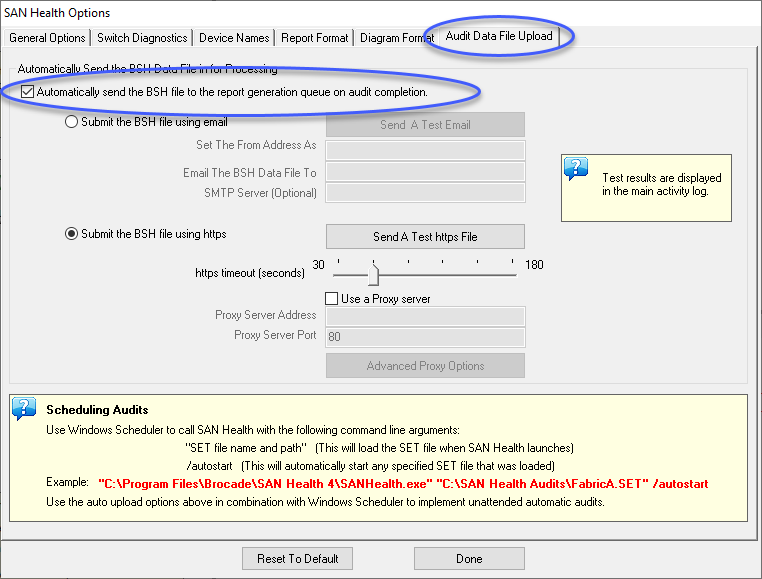 SAN Health Options
General Options Switch Diagnostics Device Names Report Format Diagram Format Audit Data File Upload
Automatically Send the BSH Data File in for Processing
Automatically send the BSH file to the report generation queue on audit completion.
Submit the BSH file using email
Send A Test Email
Set The From Address As
Email The BSH Data File To
SMTP Server (Optional)
Test results are displayed
in the main activity log.
Submit the BSH file using https
Send A Test https File
30 180
https timeout (seconds)
Use a Proxy server
Proxy Server Address
Proxy Server Port 80
Advanced Proxy Options
Scheduling Audits
Use Windows Scheduler to call SAN Health with the following command line arguments:
"SET file name and path" (This will load the SET file when SAN Health launches)
/autostart (This will automatically start any specified SET file that was loaded)
Example: "C:\Program Files\Brocade\SAN Health 4\SANHealth.exe" "C:\SAN Health Audits\FabricA.SET" /autostart
Use the auto upload options above in combination with Windows Scheduler to implement unattended automatic audits.
Reset To Default Done